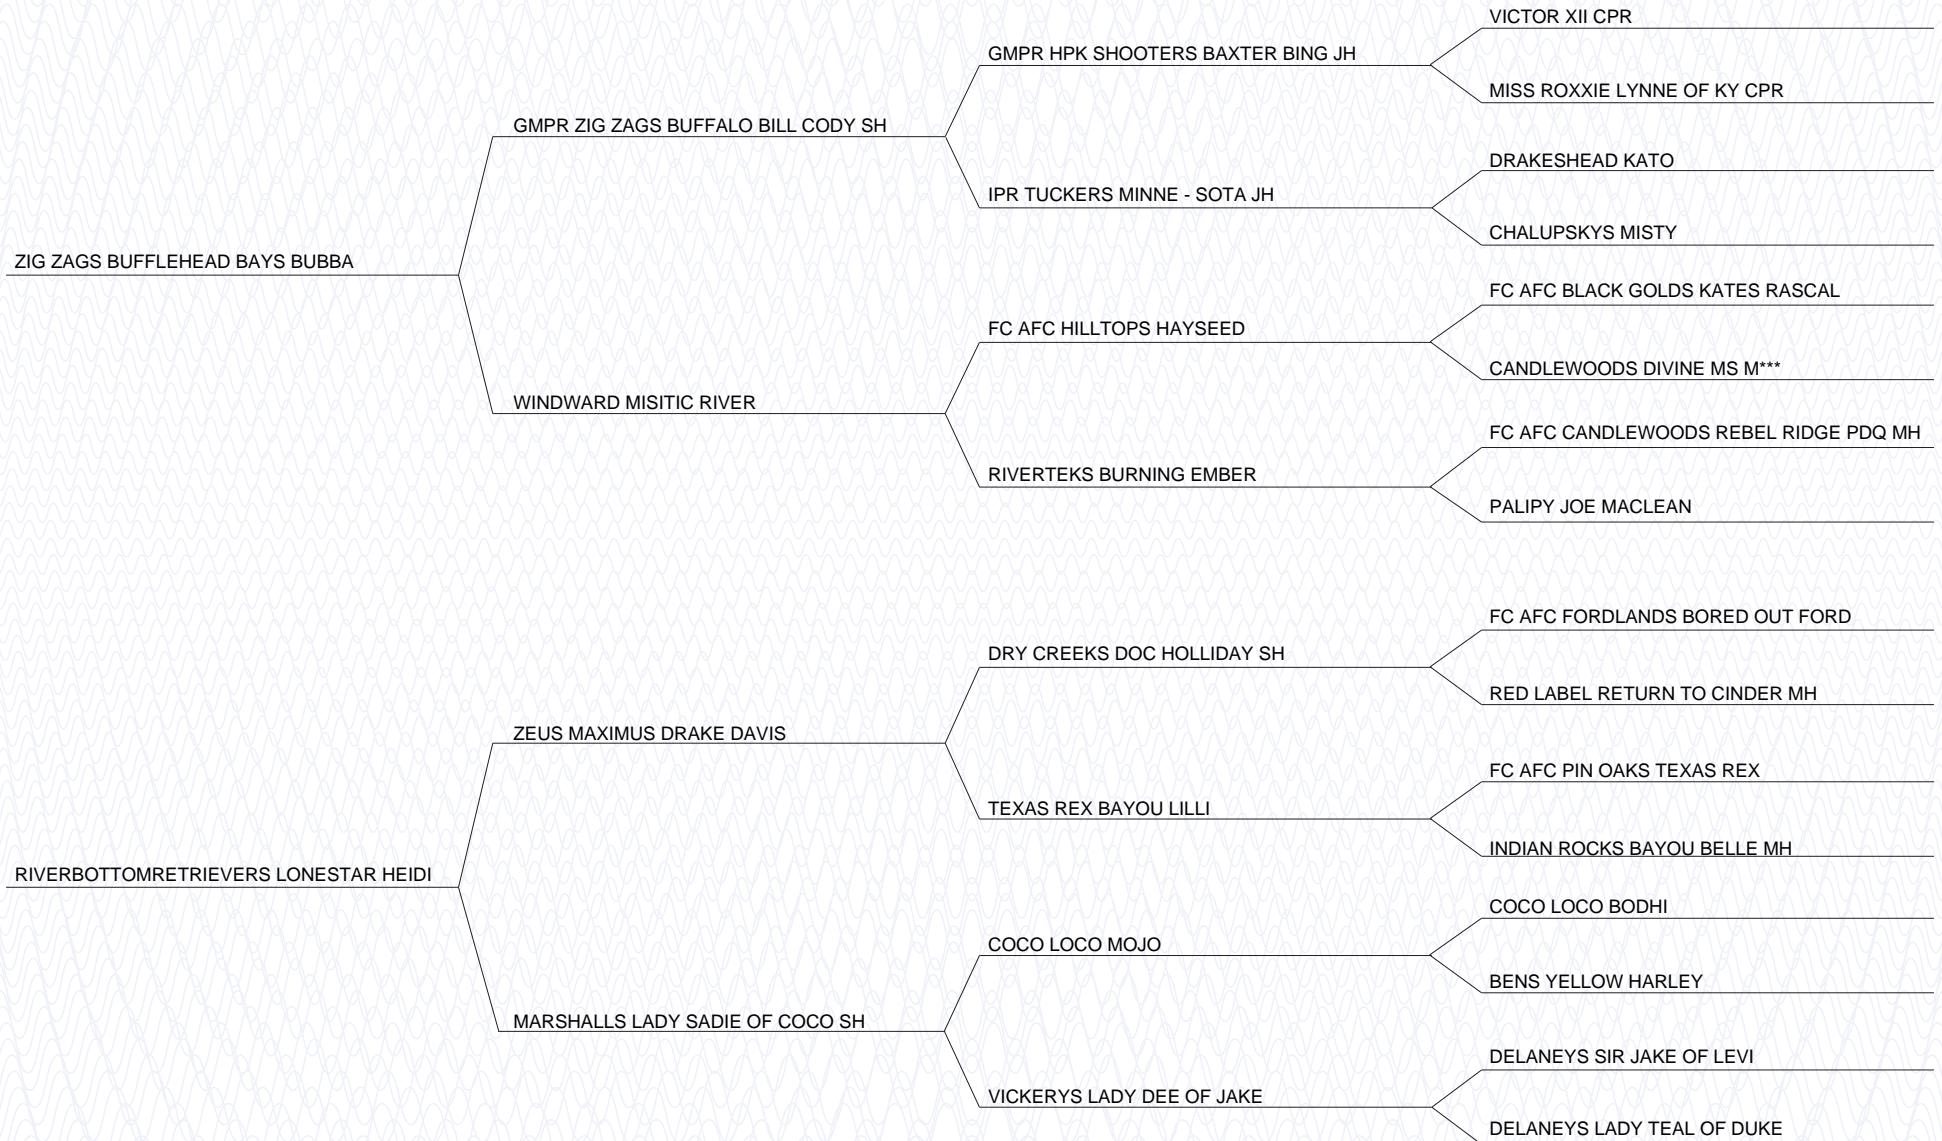 VICTOR XII CPR
GMPR HPK SHOOTERS BAXTER BING JH
MISS ROXXIE LYNNE OF KY CPR
GMPR ZIG ZAGS BUFFALO BILL CODY SH
DRAKESHEAD KATO
IPR TUCKERS MINNE - SOTA JH
CHALUPSKYS MISTY
ZIG ZAGS BUFFLEHEAD BAYS BUBBA
FC AFC BLACK GOLDS KATES RASCAL
FC AFC HILLTOPS HAYSEED
CANDLEWOODS DIVINE MS M***
WINDWARD MISITIC RIVER
FC AFC CANDLEWOODS REBEL RIDGE PDQ MH
RIVERTEKS BURNING EMBER
PALIPY JOE MACLEAN
FC AFC FORDLANDS BORED OUT FORD
DRY CREEKS DOC HOLLIDAY SH
RED LABEL RETURN TO CINDER MH
ZEUS MAXIMUS DRAKE DAVIS
FC AFC PIN OAKS TEXAS REX
TEXAS REX BAYOU LILLI
INDIAN ROCKS BAYOU BELLE MH
RIVERBOTTOMRETRIEVERS LONESTAR HEIDI
COCO LOCO BODHI
COCO LOCO MOJO
BENS YELLOW HARLEY
MARSHALLS LADY SADIE OF COCO SH
DELANEYS SIR JAKE OF LEVI
VICKERYS LADY DEE OF JAKE
DELANEYS LADY TEAL OF DUKE